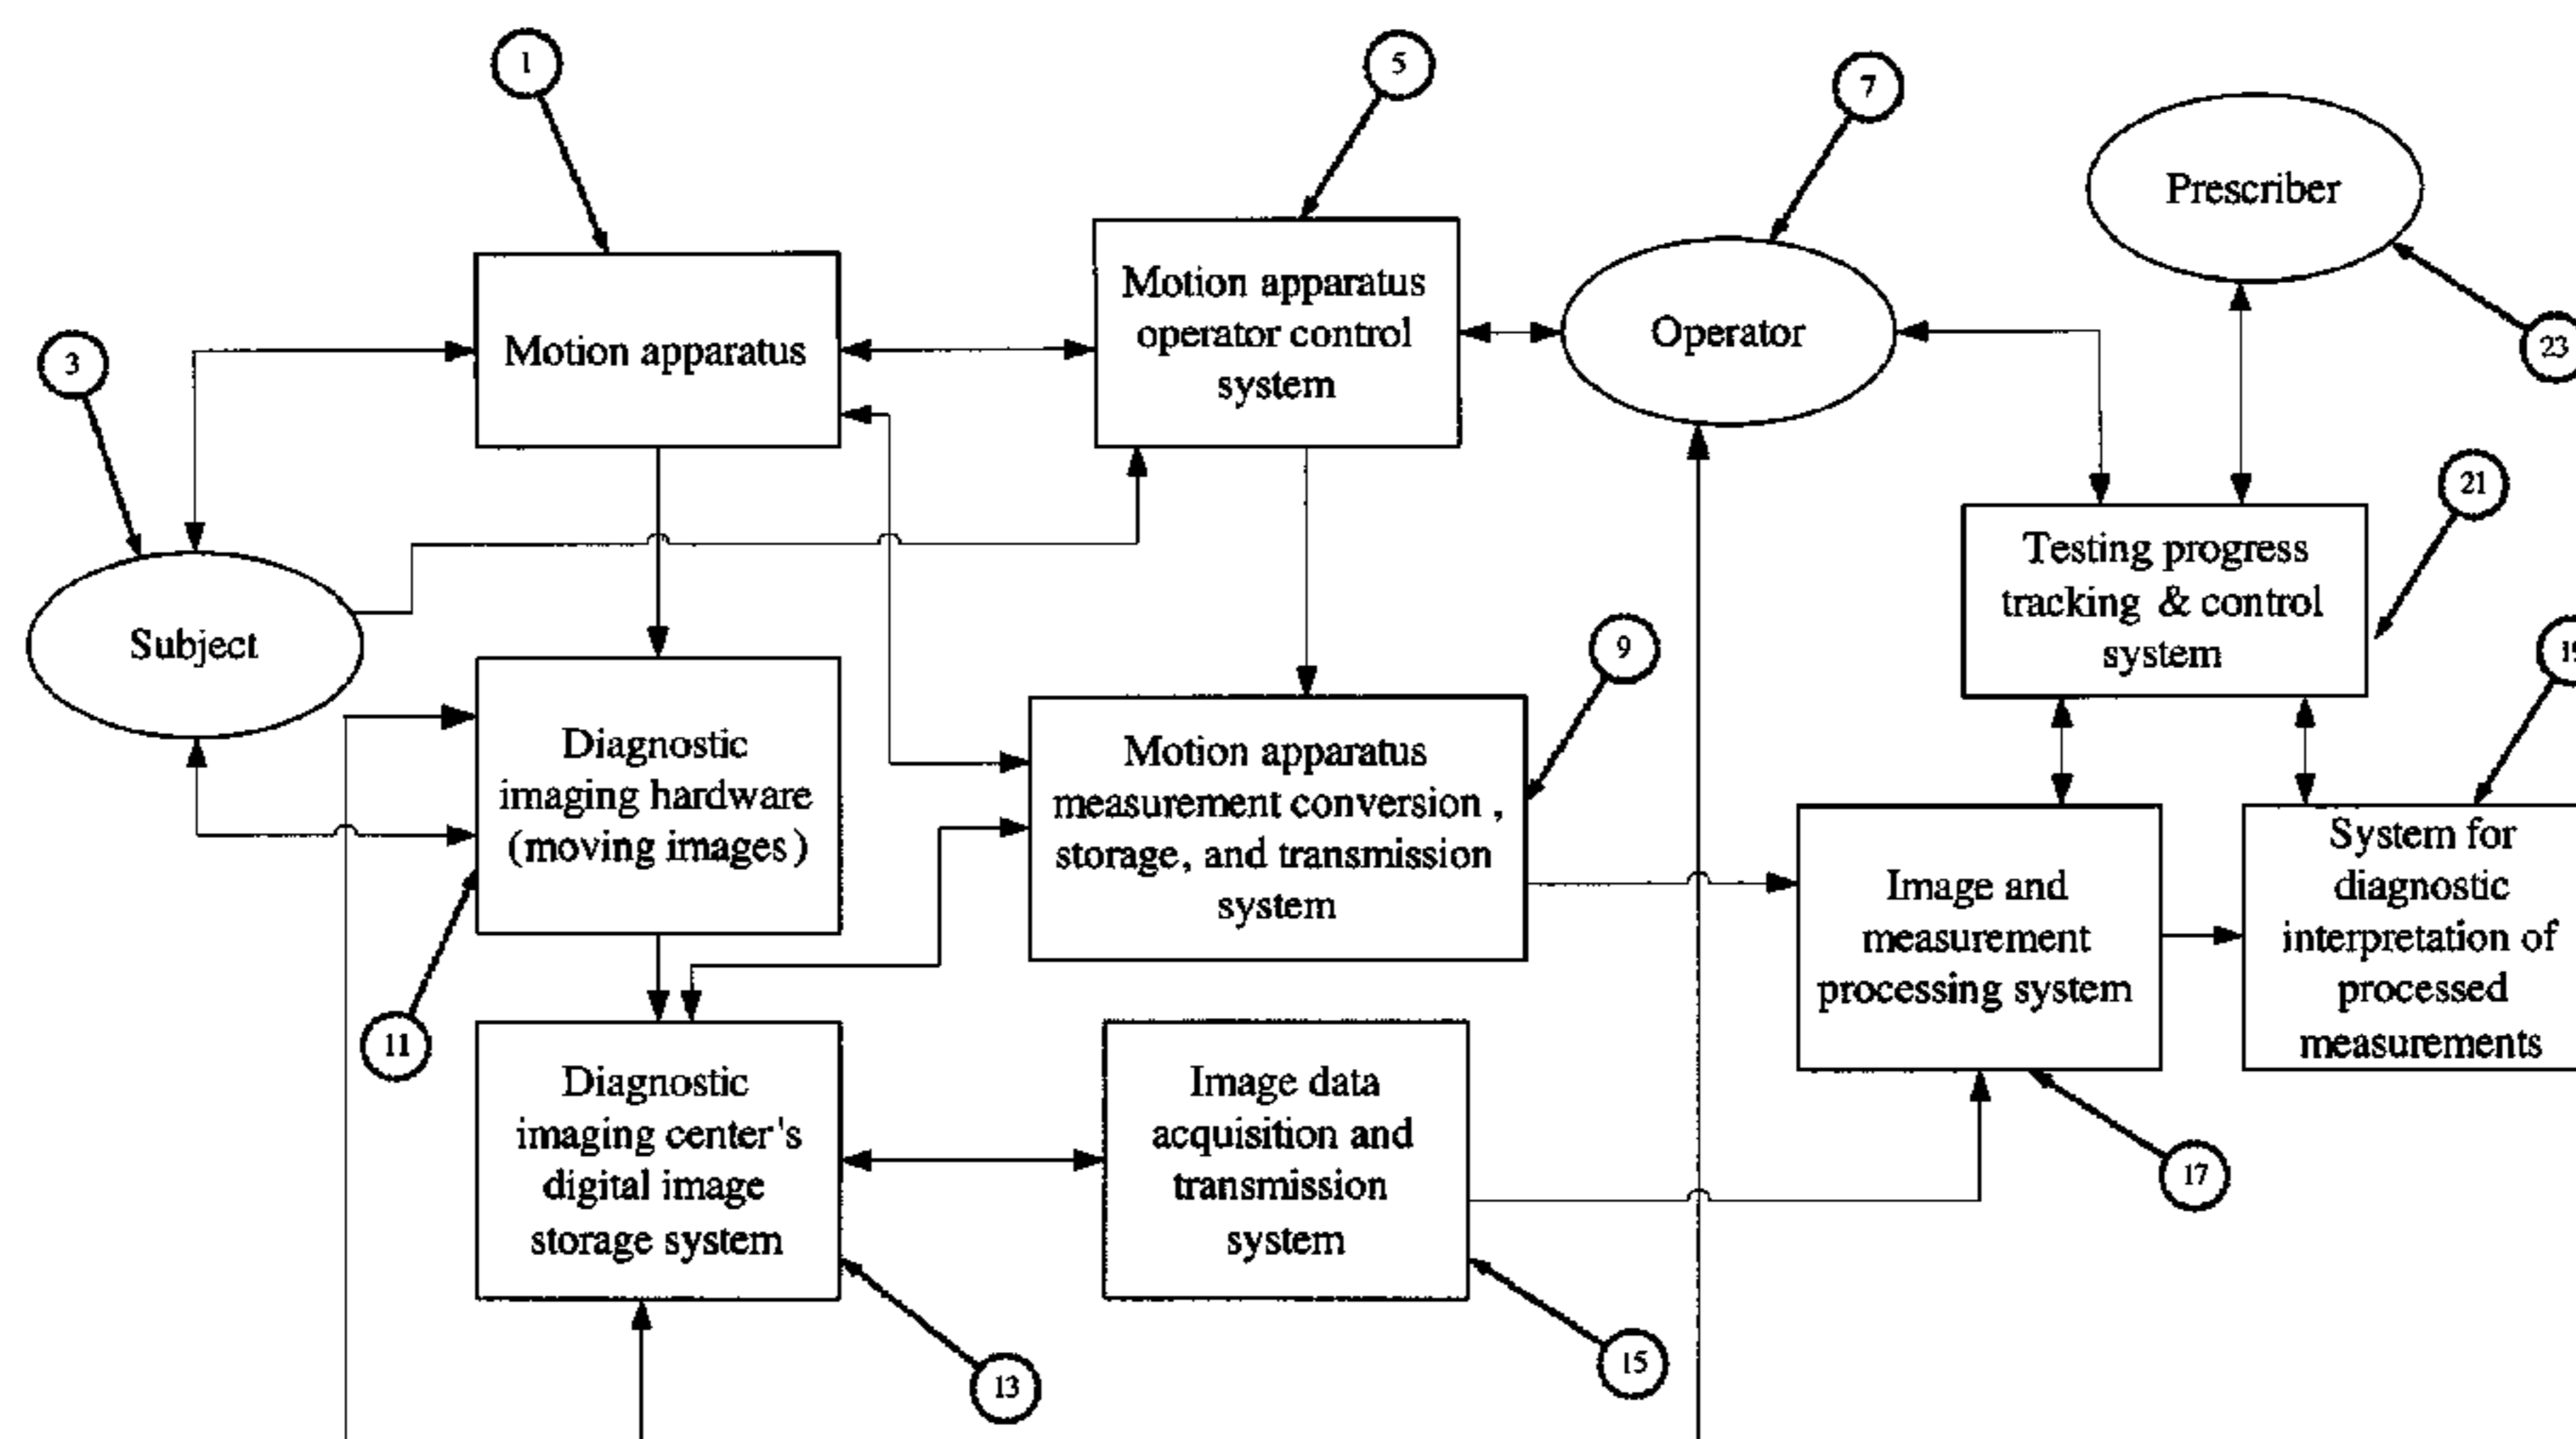 1
5
7
Prescriber
Motion apparatus
operator control
system
Operator
Motion apparatus
3
23
21
Testing progress
tracking & control
system
Subject
9
Diagnostic
imaging hardware
(moving images)
Motion apparatus
measurement conversion ,
storage, and transmission
system
Image and
measurement
processing system
System for
diagnostic
interpretation of
processed
measurements
11
Diagnostic
imaging center's
digital image
storage system
Image data
acquisition and
transmission
system
17
13
15